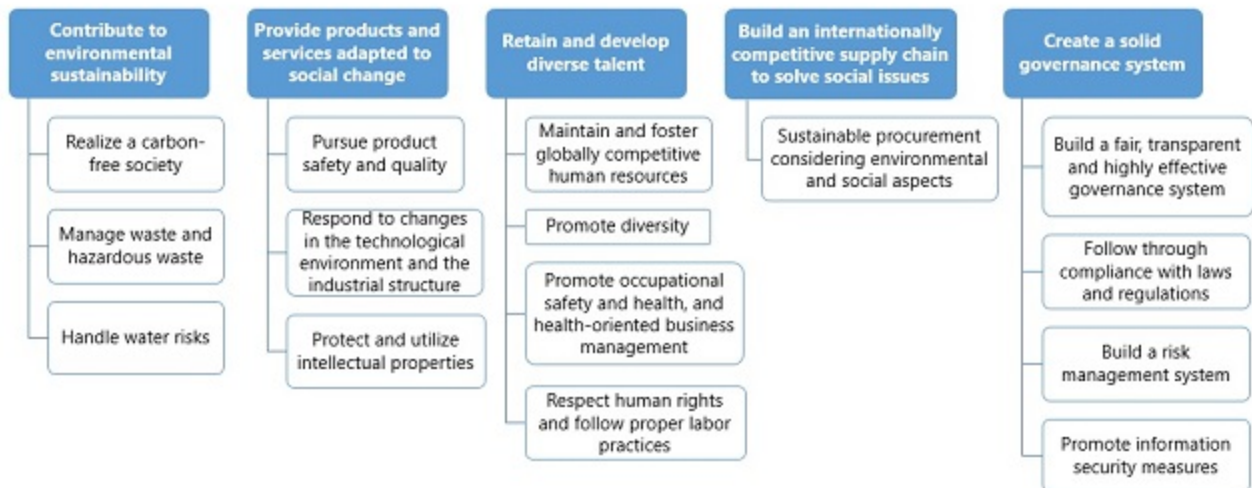 Contribute to
environmental
sustainability
Realize a carbon-
free society
Manage waste and
hazardous waste
Handle water risks
Provide products and
services adapted to
social change
Pursue product
safety and quality
Respond to changes
in the technological
environment and the
industrial structure
Protect and utilize
intellectual properties
Retain and develop
diverse talent
Maintain and foster
globally competitive
human resources
Promote diversity
Promote occupational
safety and health, and
health-oriented business
management
Respect human rights
and follow proper labor
practices
Build an internationally
competitive supply chain
to solve social issues
Sustainable procurement
considering environmental
and social aspects
Create a solid
governance system
Build a fair, transparent
and highly effective
governance system
Follow through
compliance with laws
and regulations
Build a risk
management system
Promote information
security measures